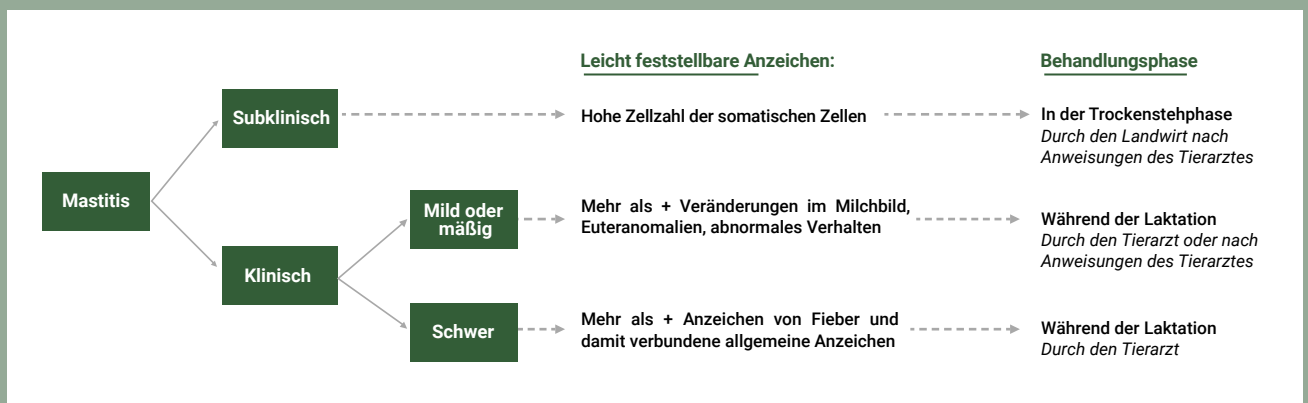 Leicht feststellbare Anzeichen:
Behandlungsphase
Mastitis
Subklinisch
Hohe Zellzahl der somatischen Zellen
In der Trockenstehphase
Durch den Landwirt nach
Anweisungen des Tierarztes
Klinisch
Mild oder
mäßig
Mehr als + Veränderungen im Milchbild,
Euteranomalien, abnormales Verhalten
Während der Laktation
Durch den Tierarzt oder nach
Anweisungen des Tierarztes
Schwer
Mehr als + Anzeichen von Fieber und
damit verbundene allgemeine Anzeichen
Während der Laktation
Durch den Tierarzt